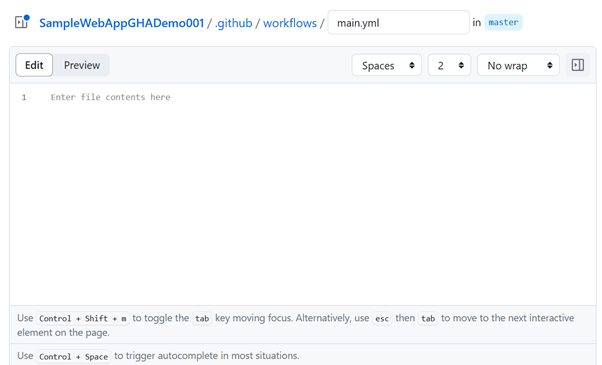 SampleWebAppGHADemo001 / .github / workflows / main.yml in master
Edit Preview Spaces 2 No wrap
1 Enter file contents here
Use Control + Shift + m to toggle the tab key moving focus. Alternatively, use esc then tab to move to the next interactive
element on the page.
Use Control + Space to trigger autocomplete in most situations.